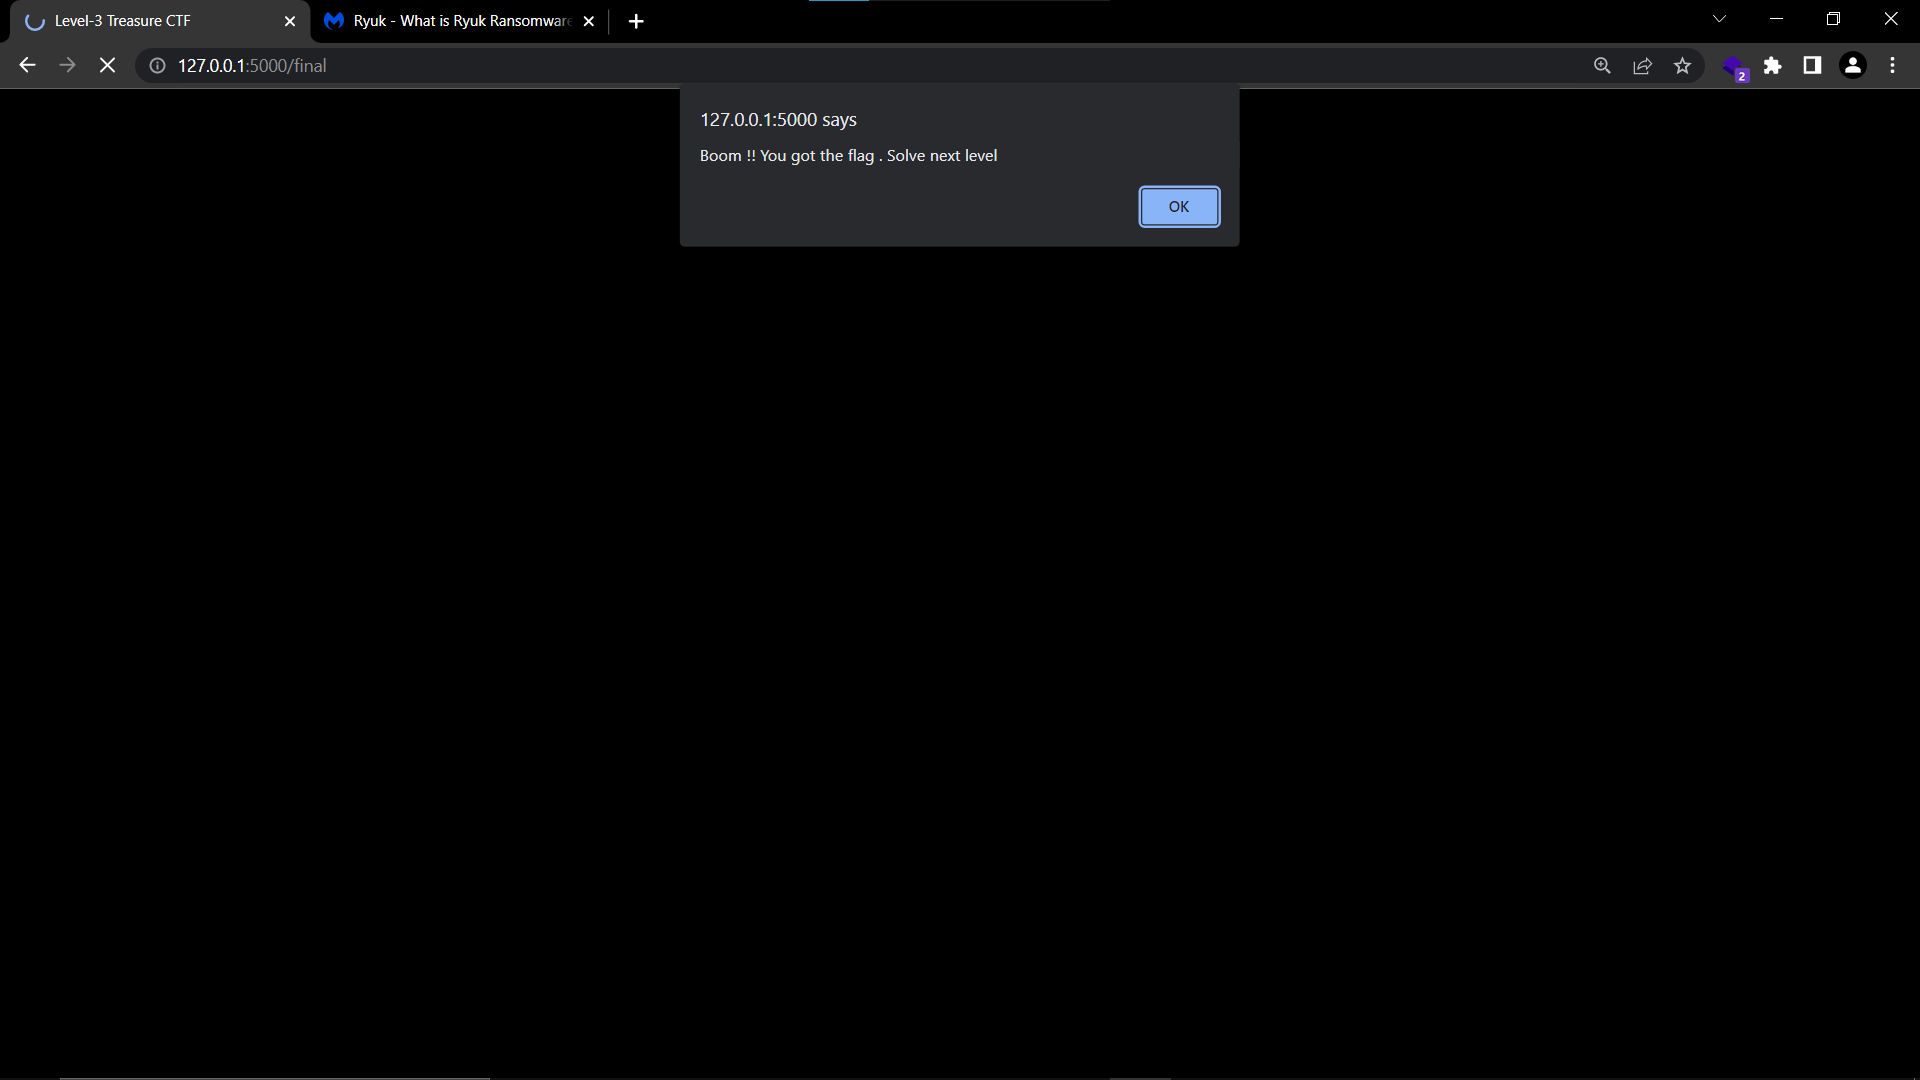 Level-3 Treasure CTF
Ryuk - What is Ryuk Ransomware
127.0.0.1:5000/final
2
127.0.0.1:5000 says
Boom !! You got the flag . Solve next level
OK